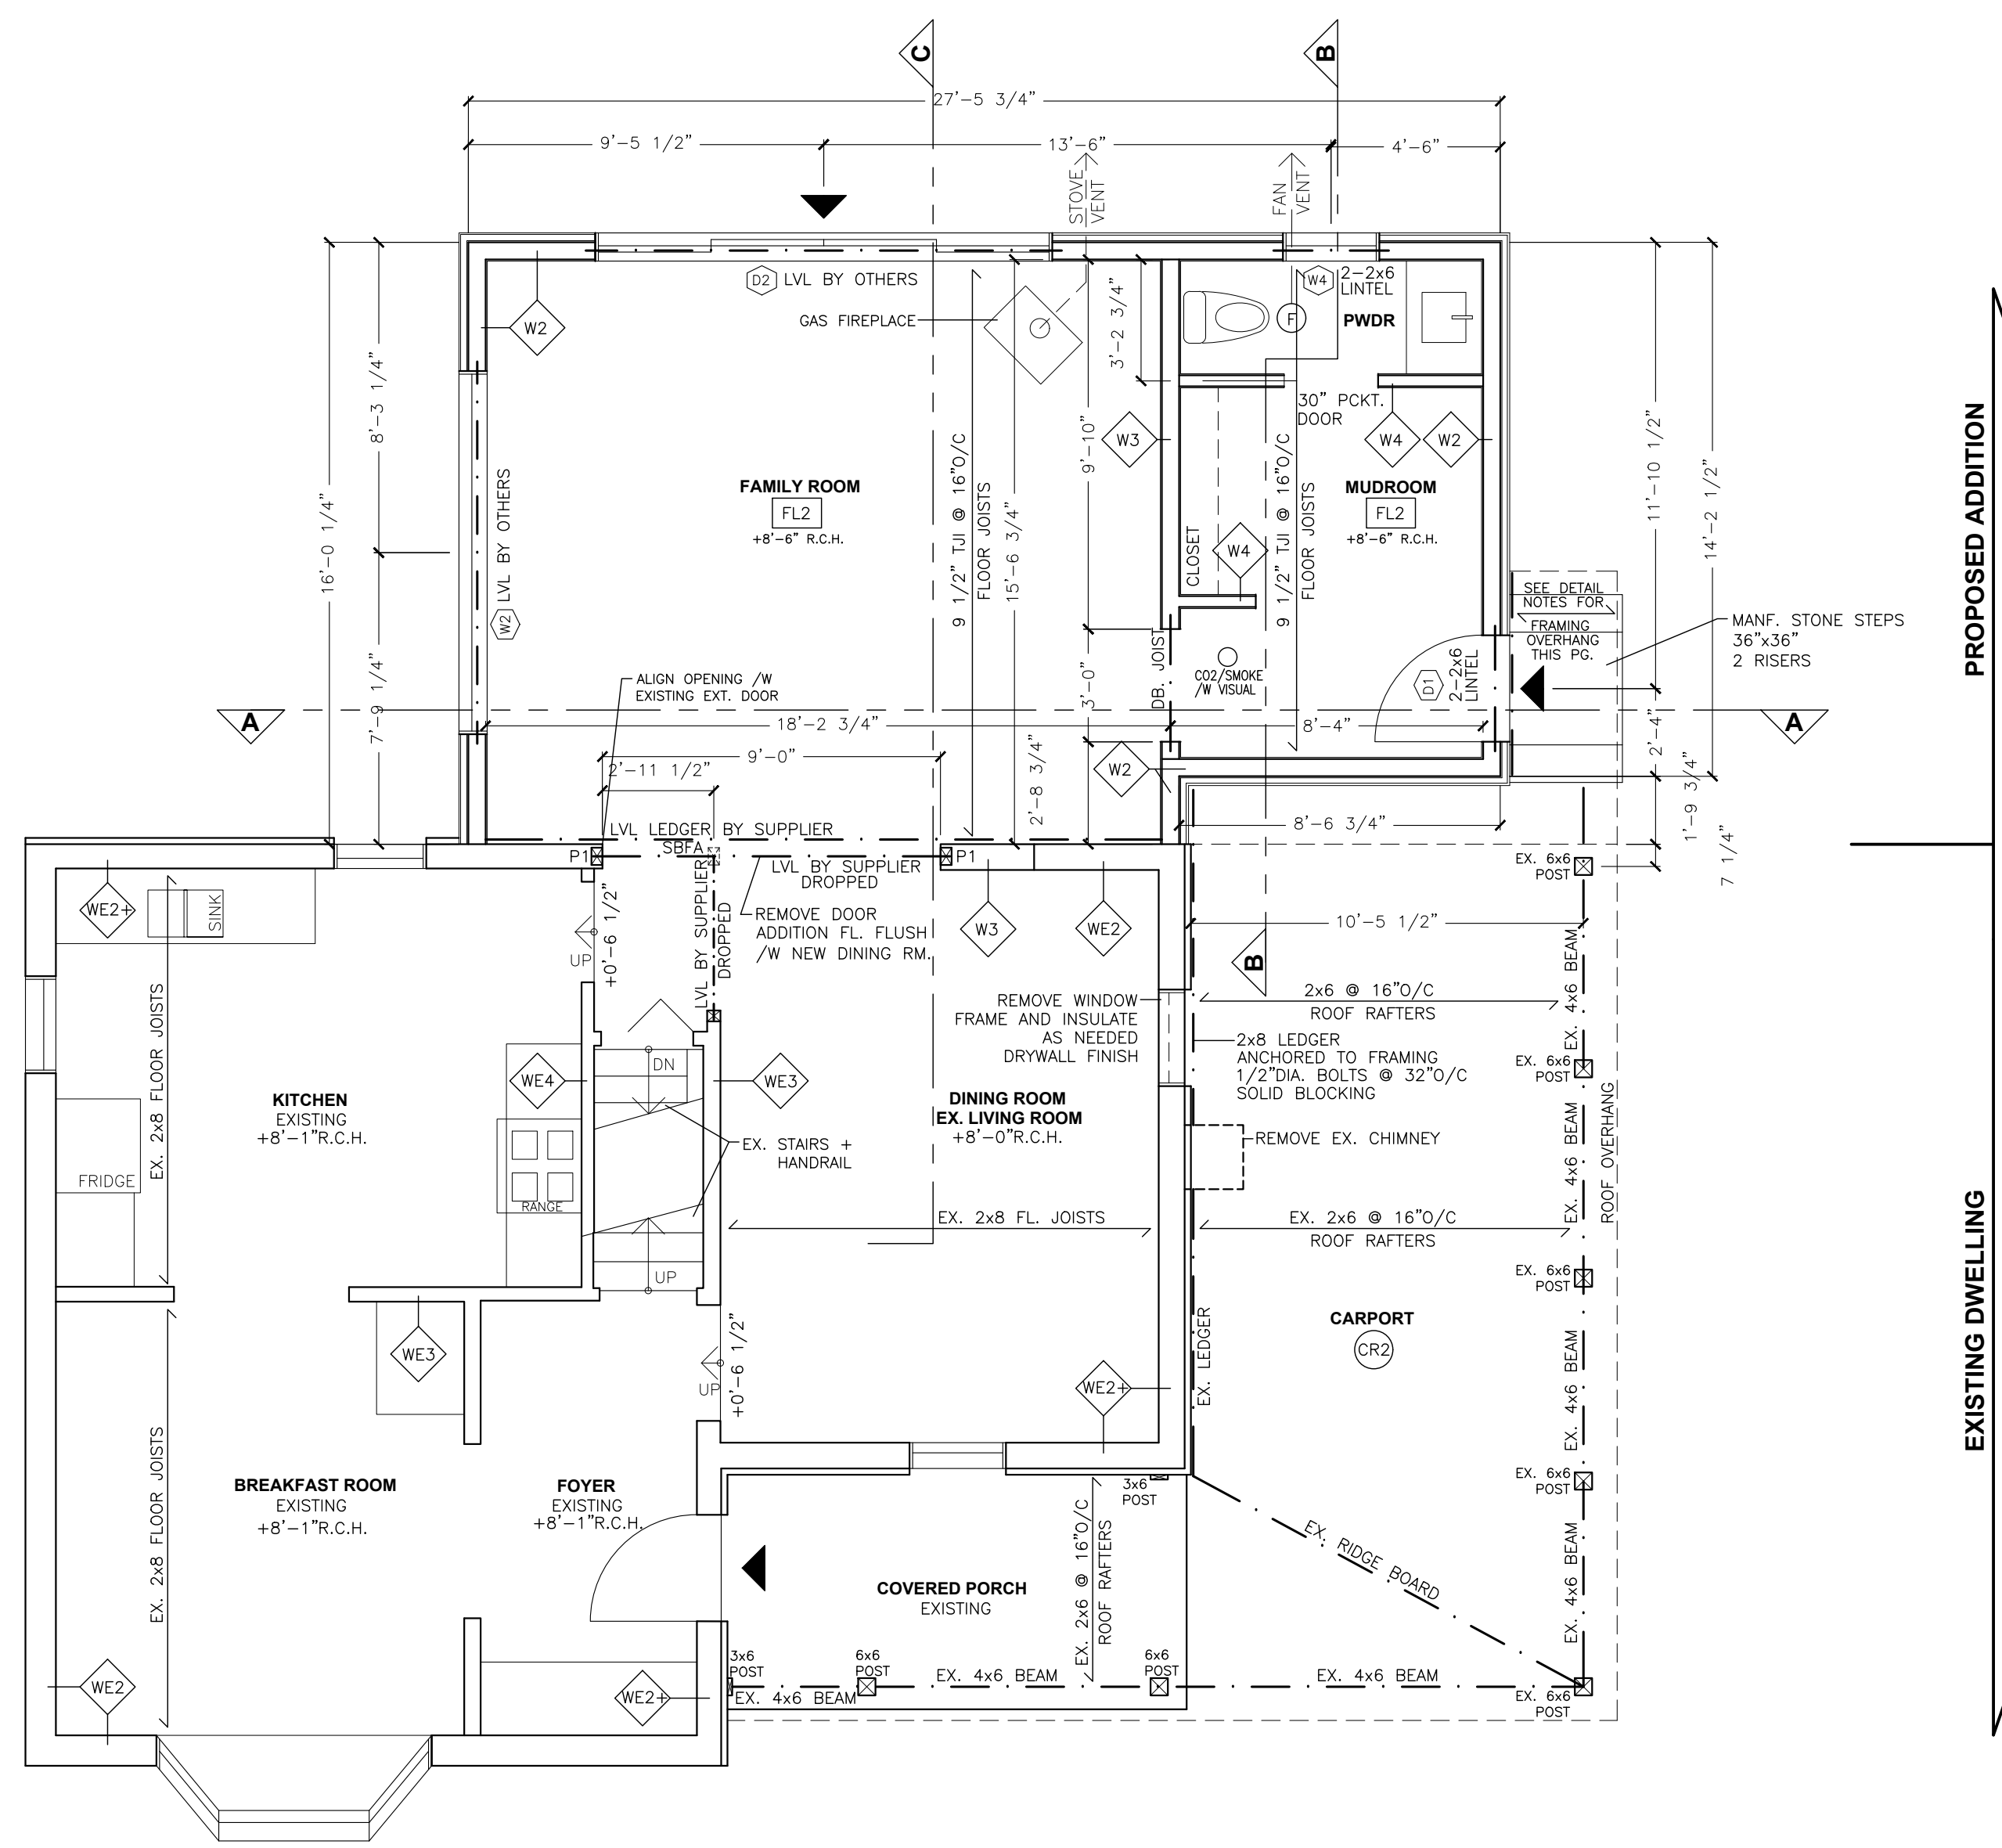 C
B
27'-5 3/4"
9'-5 1/2"
13'-6"
4'-6"
STOVE
VENT
FAN
VENT
D2
LVL BY OTHERS
W4
2-2x6
LINTEL
GAS FIREPLACE
F
PWDR
W2
3'-2 3/4"
16'-0 1/4"
8'-3 1/4"
7'-9 1/4"
30" PCKT.
DOOR
W3
W4
W2
9'-10"
9 1/2" TJI @ 16"O/C
FLOOR JOISTS
15'-6 3/4"
9 1/2" TJI @ 16"O/C
FLOOR JOISTS
FAMILY ROOM
FL2
+8'-6" R.C.H.
MUDROOM
FL2
+8'-6" R.C.H.
W2
LVL BY OTHERS
CLOSET
W4
11'-10 1/2"
14'-2 1/2"
PROPOSED ADDITION
SEE DETAIL
NOTES FOR
FRAMING
OVERHANG
THIS PG.
MANF. STONE STEPS
36"x36"
2 RISERS
DB. JOIST
3'-0"
CO2/SMOKE
/W VISUAL
D1
2-2x6
LINTEL
ALIGN OPENING /W
EXISTING EXT. DOOR
A
18'-2 3/4"
8'-4"
A
9'-0"
2'-11 1/2"
2'-8 3/4"
W2
2'-4"
1'-9 3/4"
7 1/4"
8'-6 3/4"
LVL LEDGER BY SUPPLIER
SBFA
P1
P1
LVL BY SUPPLIER
DROPPED
LVL BY SUPPLIER
DROPPED
REMOVE DOOR
ADDITION FL. FLUSH
/W NEW DINING RM.
EX. 6x6
POST
WE2+
SINK
+0'-6 1/2"
UP
W3
WE2
B
10'-5 1/2"
EX. 4x6 BEAM
REMOVE WINDOW
FRAME AND INSULATE
AS NEEDED
DRYWALL FINISH
2x6 @ 16"O/C
ROOF RAFTERS
2x8 LEDGER
ANCHORED TO FRAMING
1/2"DIA. BOLTS @ 32"O/C
SOLID BLOCKING
EX. 6x6
POST
EX. 2x8 FLOOR JOISTS
KITCHEN
EXISTING
+8'-1"R.C.H.
WE4
DN
WE3
DINING ROOM
EX. LIVING ROOM
+8'-0"R.C.H.
REMOVE EX. CHIMNEY
EX. 4x6 BEAM
ROOF OVERHANG
EX. STAIRS +
HANDRAIL
FRIDGE
RANGE
EX. 2x8 FL. JOISTS
EX. 2x6 @ 16"O/C
ROOF RAFTERS
UP
EX. 6x6
POST
EXISTING DWELLING
WE3
+0'-6 1/2"
UP
EX. LEDGER
CARPORT
CR2
EX. 4x6 BEAM
WE2+
EX. 2x8 FLOOR JOISTS
BREAKFAST ROOM
EXISTING
+8'-1"R.C.H.
FOYER
EXISTING
+8'-1"R.C.H.
3x6
POST
EX. 6x6
POST
EX. 2x6 @ 16"O/C
ROOF RAFTERS
EX. RIDGE BOARD
EX. 4x6 BEAM
COVERED PORCH
EXISTING
WE2
WE2+
3x6
POST
6x6
POST
6x6
POST
EX. 4x6 BEAM
EX. 4x6 BEAM
EX. 4x6 BEAM
EX. 6x6
POST